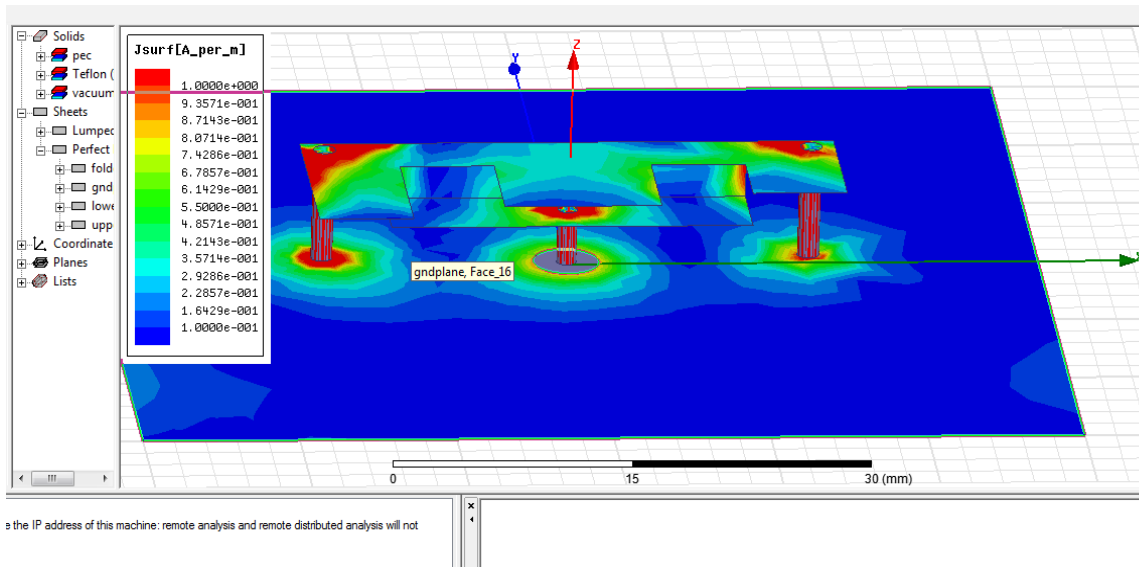 Solids
pec
Teflon (
vacuum
Sheets
Lumped
Perfect
fold
gnd
lowe
upp
Coordinate
Planes
Lists
Jsurf[A_per_m]
1.0000e+000
9.3571e-001
8.7143e-001
8.0714e-001
7.4286e-001
6.7857e-001
6.1429e-001
5.5000e-001
4.8571e-001
4.2143e-001
3.5714e-001
2.9286e-001
2.2857e-001
1.6429e-001
1.0000e-001
Y
Z
gndplane, Face_16
0
15
30 (mm)
e the IP address of this machine: remote analysis and remote distributed analysis will not